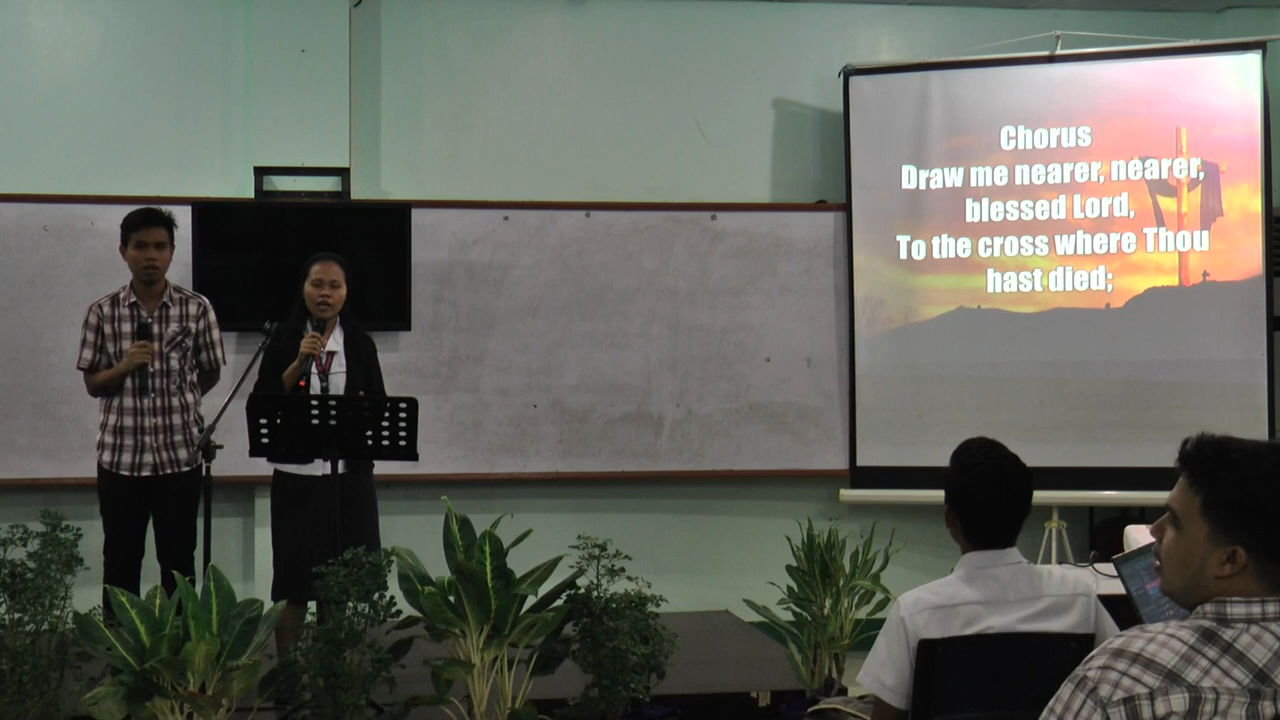 Chorus
Draw me nearer, nearer,
blessed Lord,
To the cross where Thou
hast died;